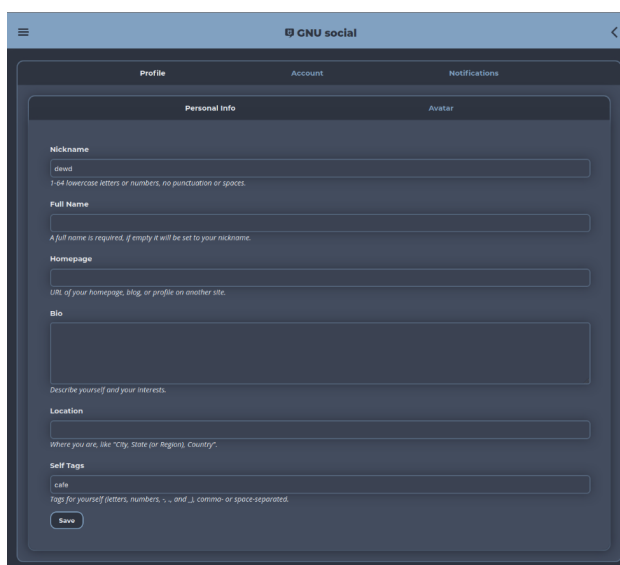 GNU social
Profile Account Notifications
Personal Info Avatar
Nickname
dewd
1-64 lowercase letters or numbers, no punctuation or spaces.
Full Name
A full name is required, if empty it will be set to your nickname.
Homepage
URL of your homepage, blog, or profile on another site.
Bio
Describe yourself and your interests.
Location
Where you are, like "City, State (or Region), Country".
Self Tags
cafe
Tags for yourself (letters, numbers, -, ., and _), comma- or space-separated.
Save